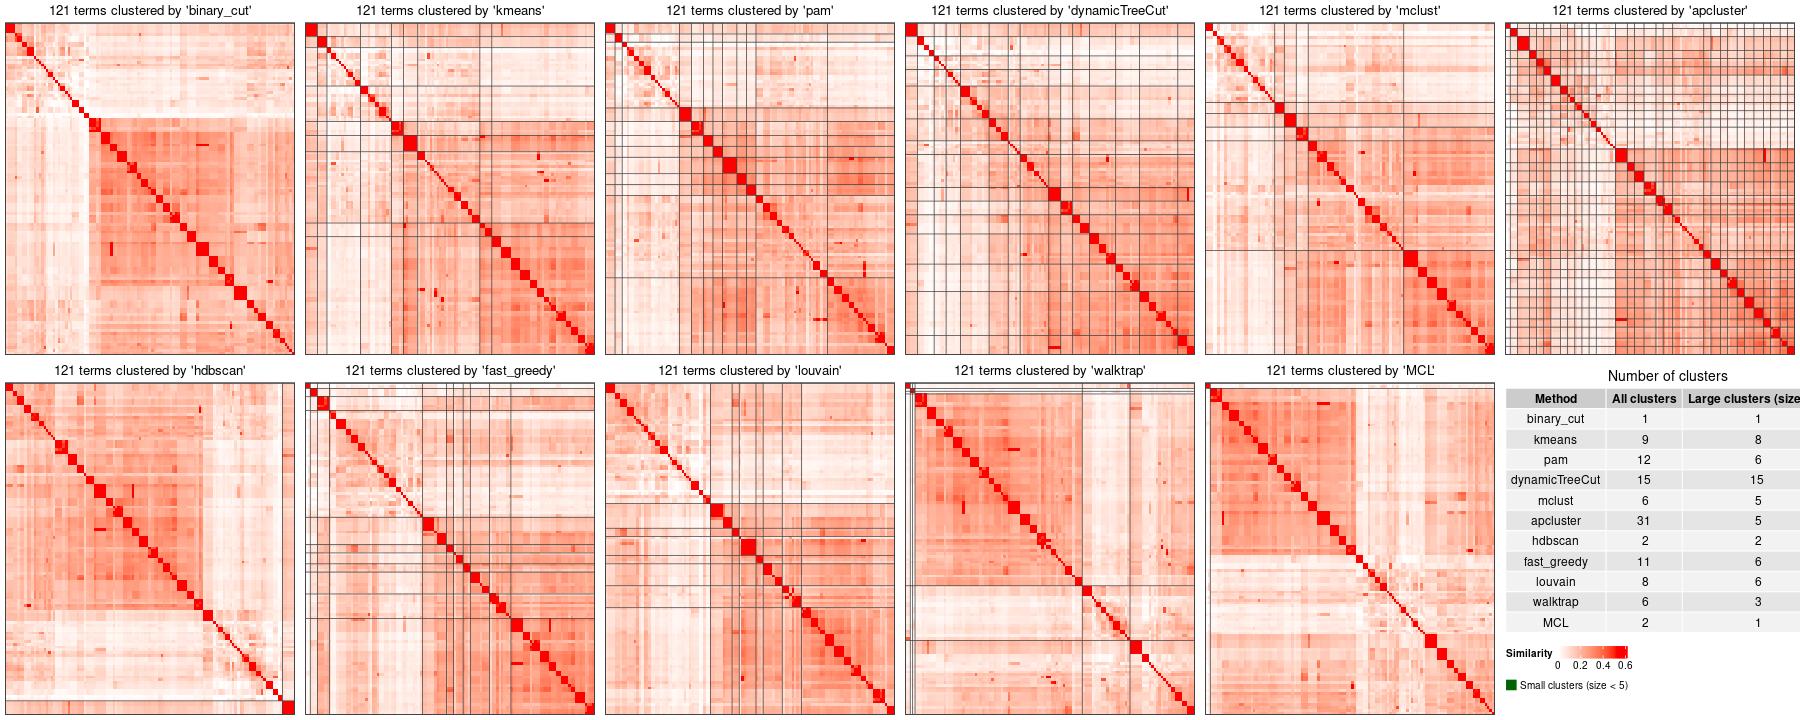 121 terms clustered by 'binary_cut'
121 terms clustered by 'kmeans'
121 terms clustered by 'pam'
121 terms clustered by 'dynamicTreeCut'
121 terms clustered by 'mclust'
121 terms clustered by 'apcluster'
121 terms clustered by 'hdbscan'
121 terms clustered by 'fast_greedy'
121 terms clustered by 'louvain'
121 terms clustered by 'walktrap'
121 terms clustered by 'MCL'
Number of clusters
Method All clusters Large clusters (size
binary_cut 1 1
kmeans 9 8
pam 12 6
dynamicTreeCut 15 15
mclust 6 5
apcluster 31 5
hdbscan 2 2
fast_greedy 11 6
louvain 8 6
walktrap 6 3
MCL 2 1
Similarity
0 0.2 0.4 0.6
Small clusters (size < 5)